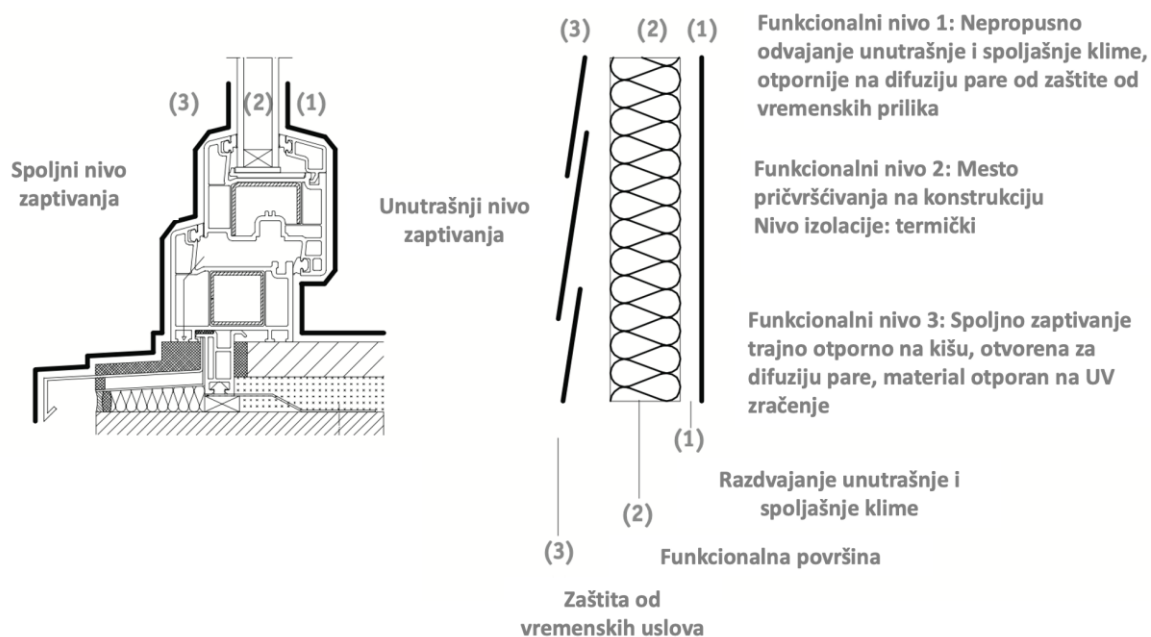 (3)
(2)
(1)
Spoljni nivo
zaptivanja
Unutrašnji nivo
zaptivanja
(3)
(2)
(1)
Funkcionalni nivo 1: Nepropusno
odvajanje unutrašnje i spoljašnje klime,
otpornije na difuziju pare od zaštite od
vremenskih prilika
Funkcionalni nivo 2: Mesto
pričvršćivanja na konstrukciju
Nivo izolacije: termički
Funkcionalni nivo 3: Spoljno zaptivanje
trajno otporno na kišu, otvorena za
difuziju pare, material otporan na UV
zračenje
(1)
Razdvajanje unutrašnje i
spoljašnje klime
(2)
Funkcionalna površina
(3)
Zaštita od
vremenskih uslova